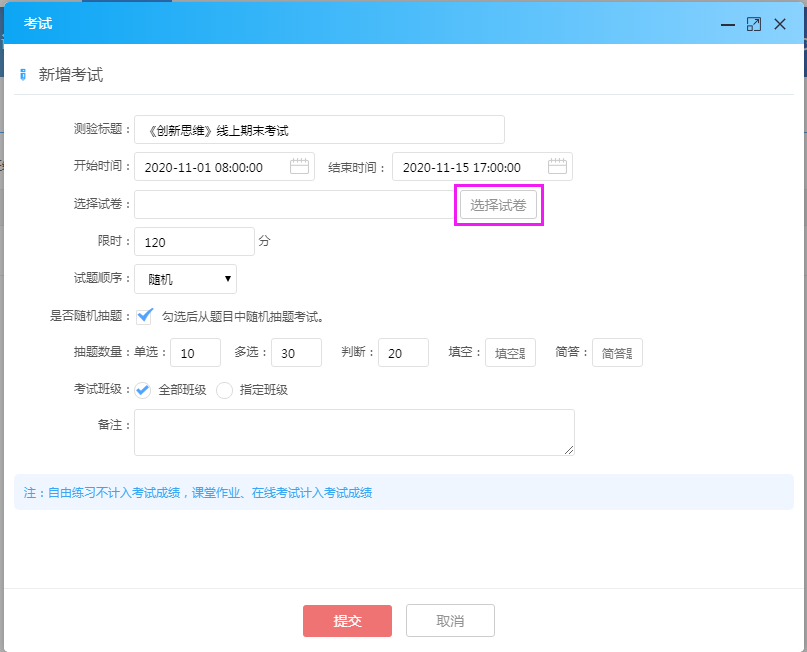 考试
新增考试
测验标题： 《创新思维》线上期末考试
开始时间： 2020-11-01 08:00:00 结束时间： 2020-11-15 17:00:00
选择试卷： 选择试卷
限时： 120 分
试题顺序： 随机
是否随机抽题： 勾选后从题目中随机抽题考试。
抽题数量：单选： 10 多选： 30 判断： 20 填空： 填空题 简答： 简答题
考试班级： 全部班级 指定班级
备注：
注：自由练习不计入考试成绩，课堂作业、在线考试计入考试成绩
提交 取消